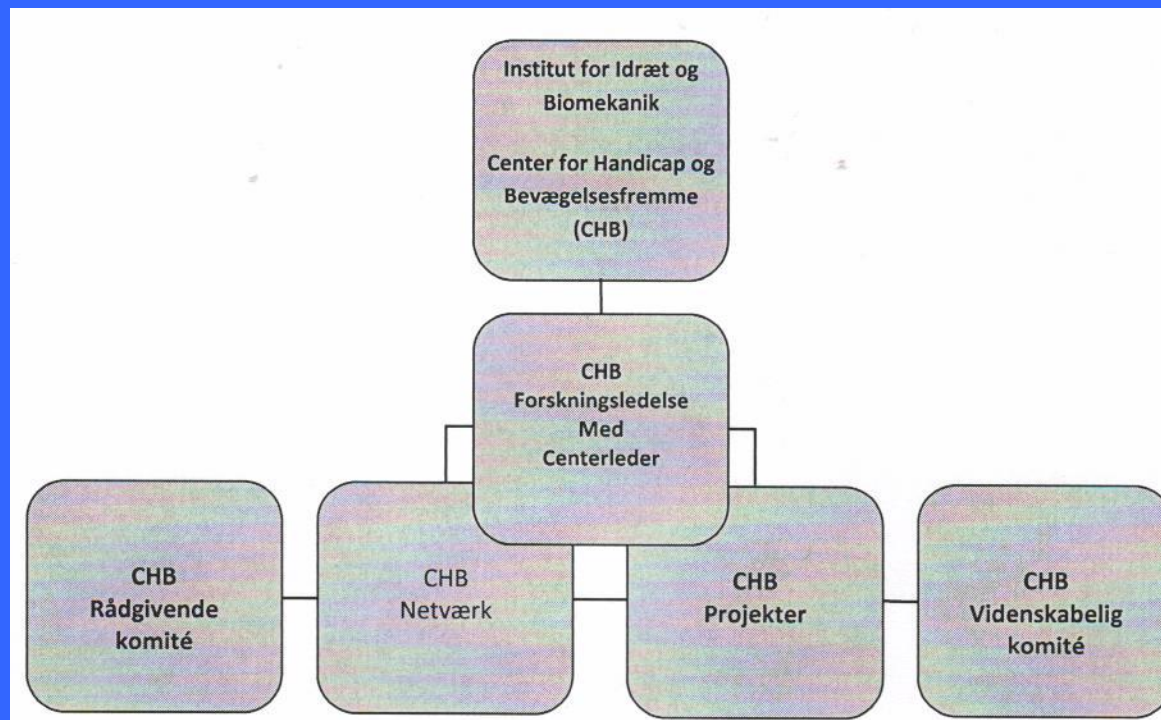 Institut for Idræt og
Biomekanik
Center for Handicap og
Bevægelsesfremme
(CHB)
CHB
Forskningsledelse
Med
Centerleder
CHB
Rådgivende
komité
CHB
Netværk
CHB
Projekter
CHB
Videnskabelig
komité